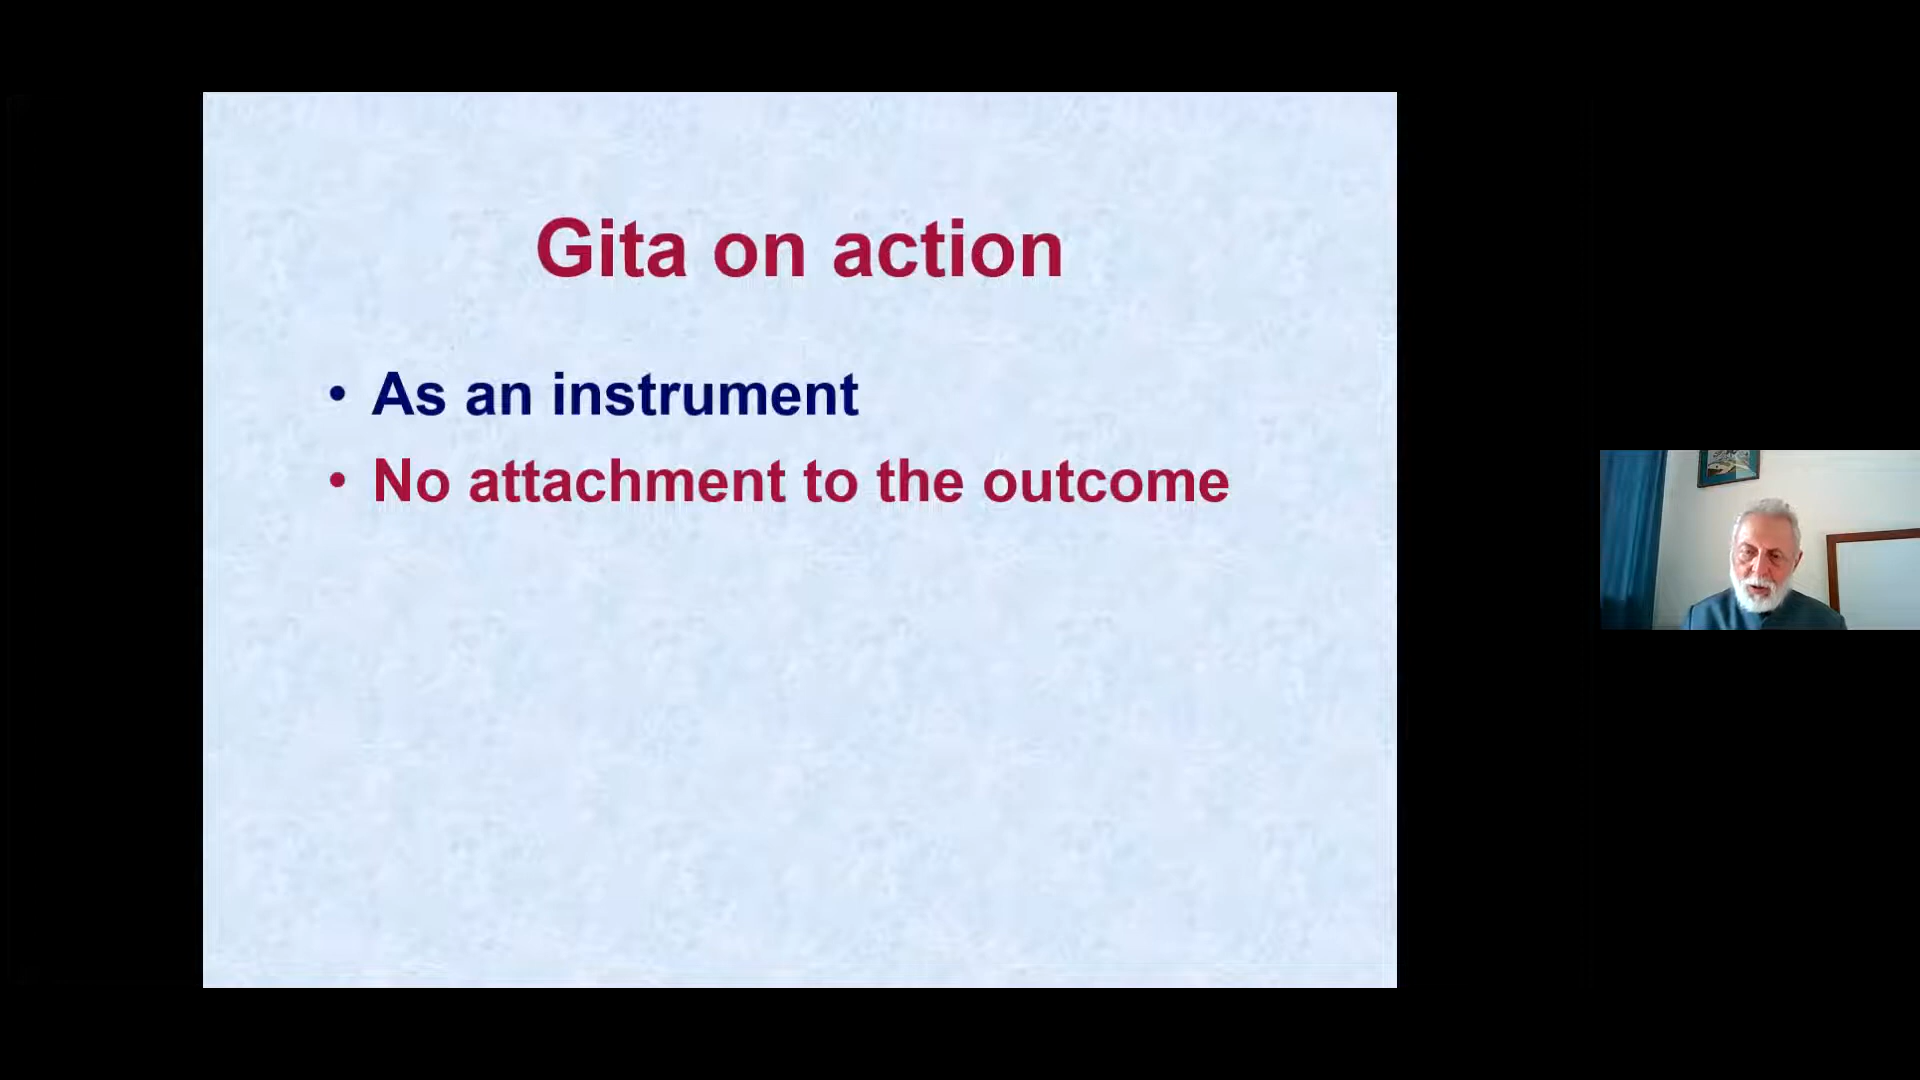 Gita on action
• As an instrument
• No attachment to the outcome